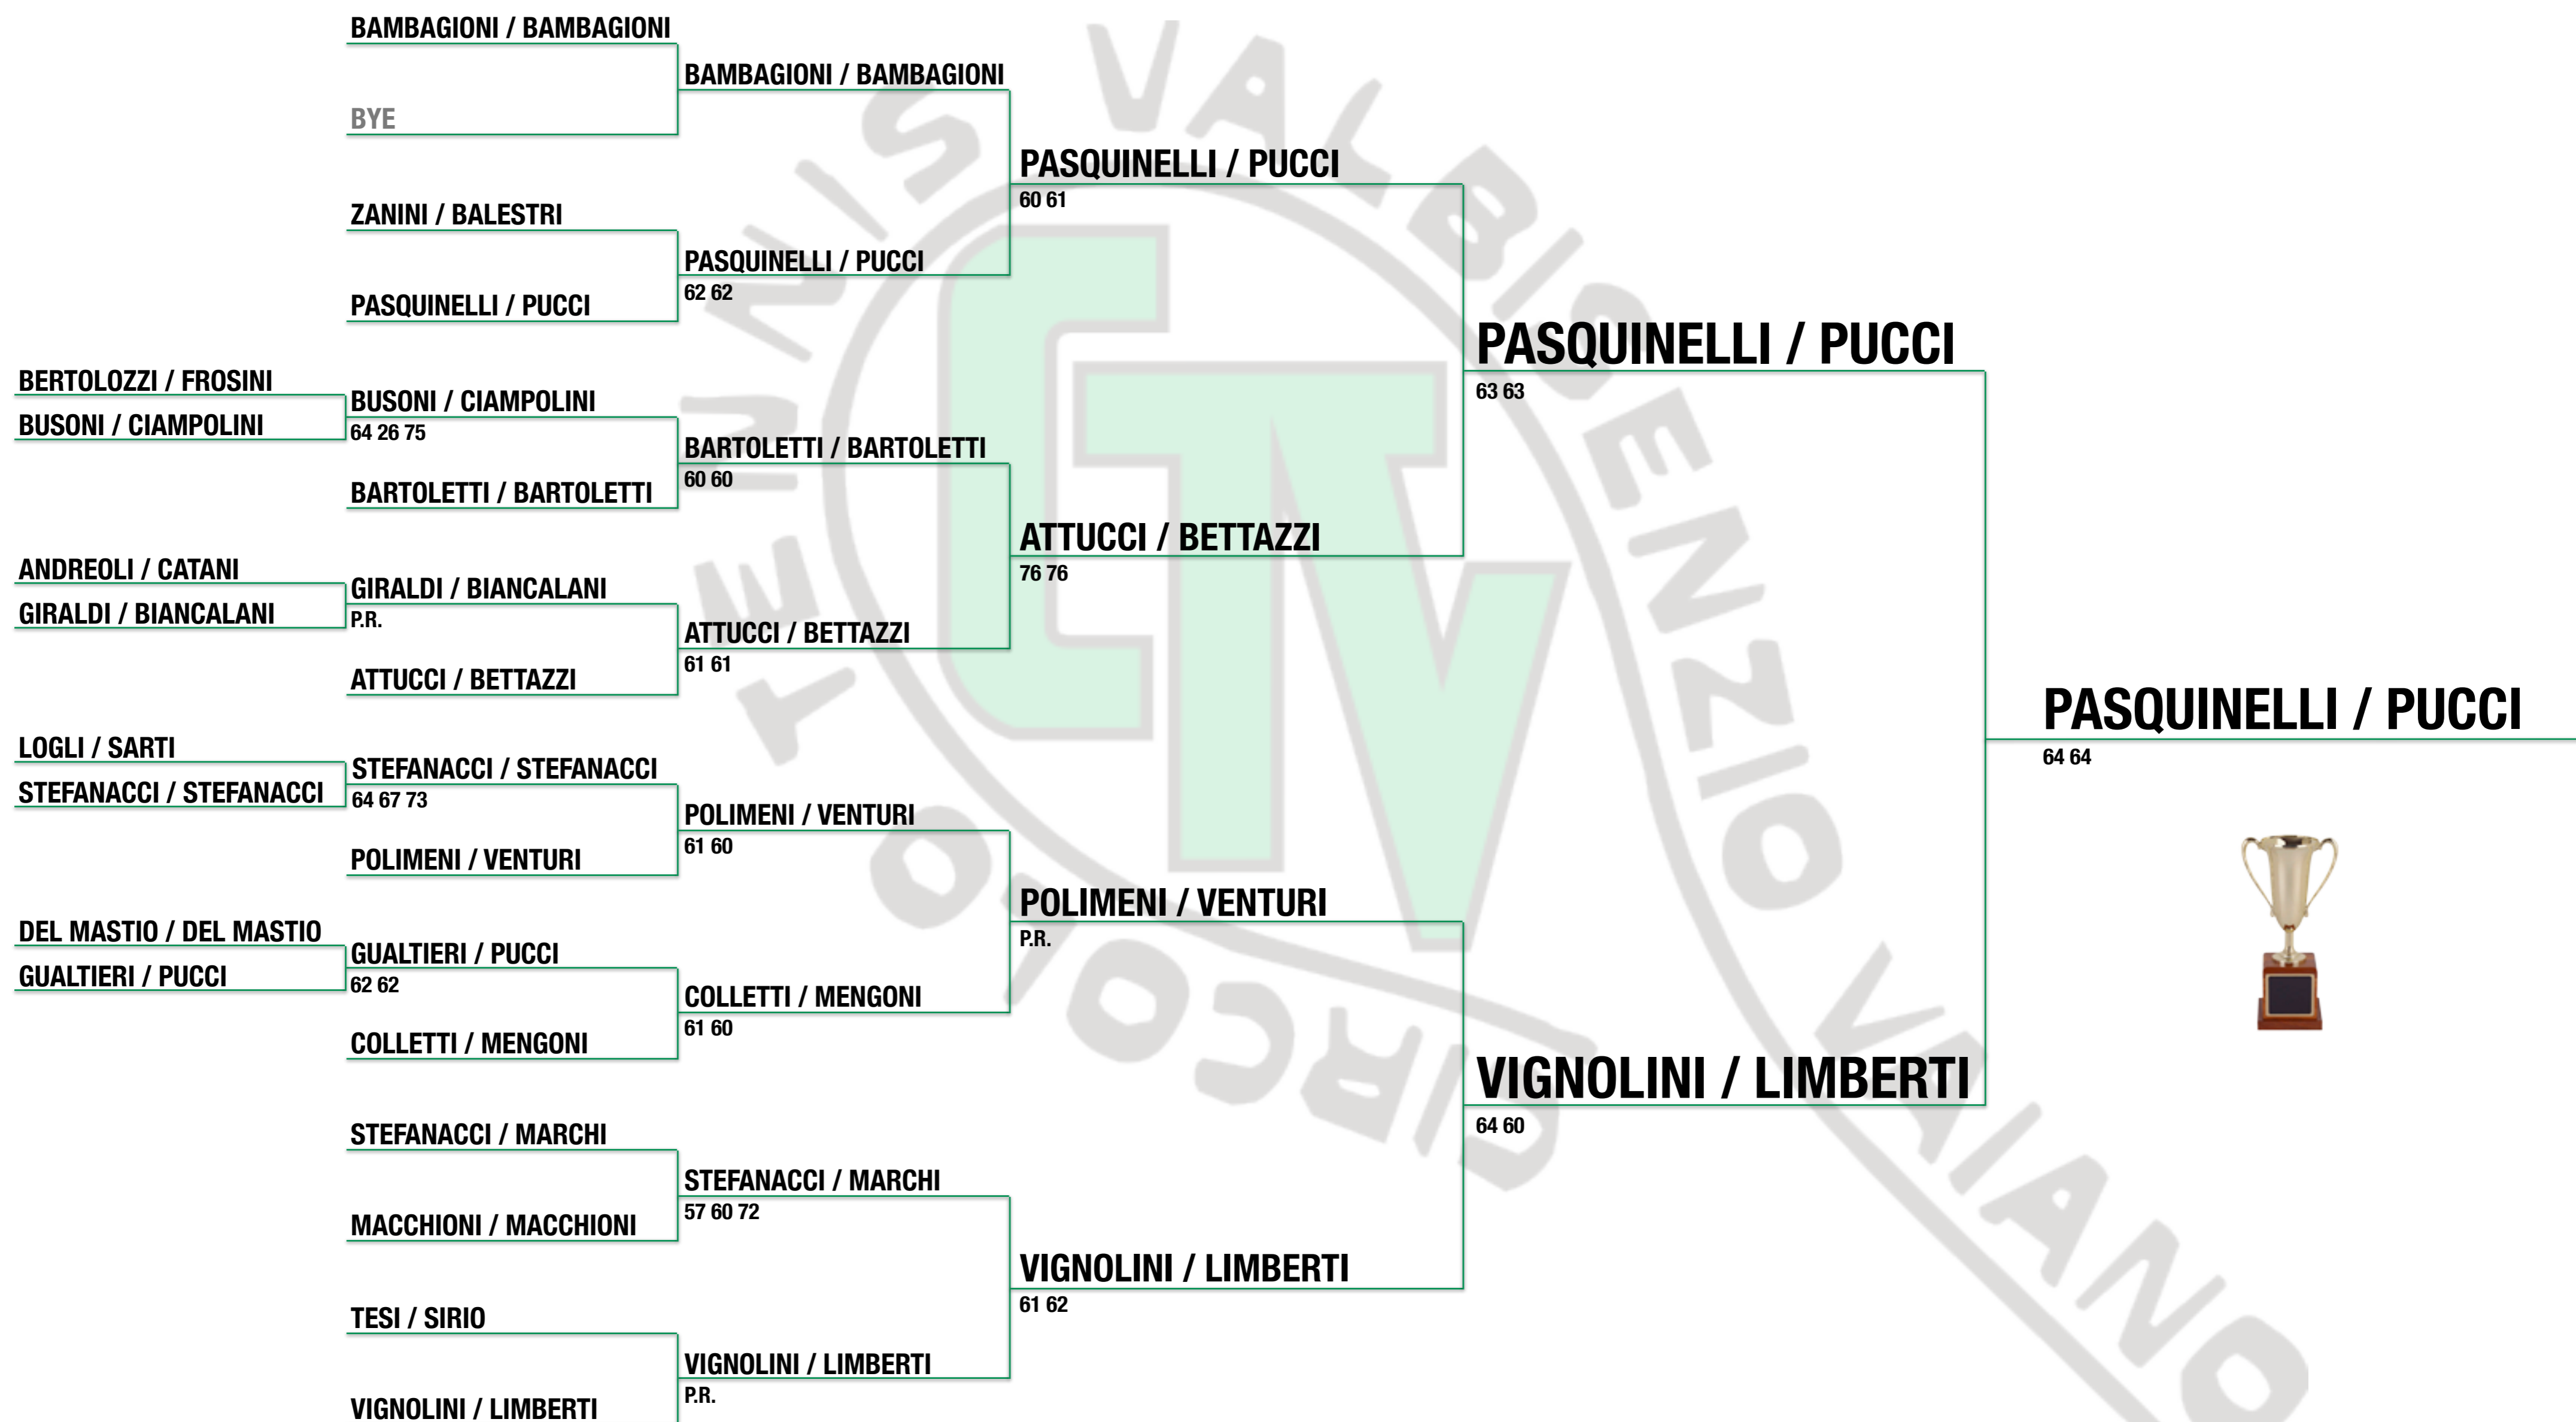 BAMBAGIONI / BAMBAGIONI
BYE
ZANINI / BALESTRI
PASQUINELLI / PUCCI
BERTOLOZZI / FROSINI
BUSONI / CIAMPOLINI
BUSONI / CIAMPOLINI
64 26 75
BARTOLETTI / BARTOLETTI
ANDREOLI / CATANI
GIRALDI / BIANCALANI
GIRALDI / BIANCALANI
P.R.
ATTUCCI / BETTAZZI
LOGLI / SARTI
STEFANACCI / STEFANACCI
STEFANACCI / STEFANACCI
64 67 73
POLIMENI / VENTURI
DEL MASTIO / DEL MASTIO
GUALTIERI / PUCCI
GUALTIERI / PUCCI
62 62
COLLETTI / MENGONI
STEFANACCI / MARCHI
MACCHIONI / MACCHIONI
TESI / SIRIO
VIGNOLINI / LIMBERTI
BAMBAGIONI / BAMBAGIONI
PASQUINELLI / PUCCI
62 62
BARTOLETTI / BARTOLETTI
60 60
ATTUCCI / BETTAZZI
61 61
POLIMENI / VENTURI
61 60
COLLETTI / MENGONI
61 60
STEFANACCI / MARCHI
57 60 72
VIGNOLINI / LIMBERTI
P.R.
PASQUINELLI / PUCCI
60 61
ATTUCCI / BETTAZZI
76 76
POLIMENI / VENTURI
P.R.
VIGNOLINI / LIMBERTI
61 62
PASQUINELLI / PUCCI
63 63
VIGNOLINI / LIMBERTI
64 60
PASQUINELLI / PUCCI
64 64
CIRCOLO TENNIS VALBISENZIO VAIANO
CTV